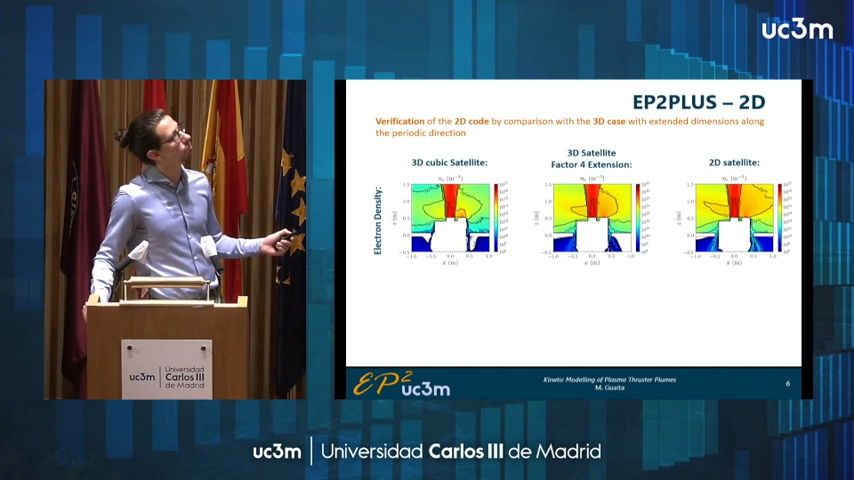 uc3m
EP2PLUS – 2D
Verification of the 2D code by comparison with the 3D case with extended dimensions along
the periodic direction
3D cubic Satellite:
3D Satellite
Factor 4 Extension:
2D satellite:
Electron Density:
EP2 uc3m
Kinetic Modelling of Plasma Thruster Plumes
M. Guaita
6
uc3m Universidad
Carlos III
de Madrid
uc3m | Universidad Carlos III de Madrid